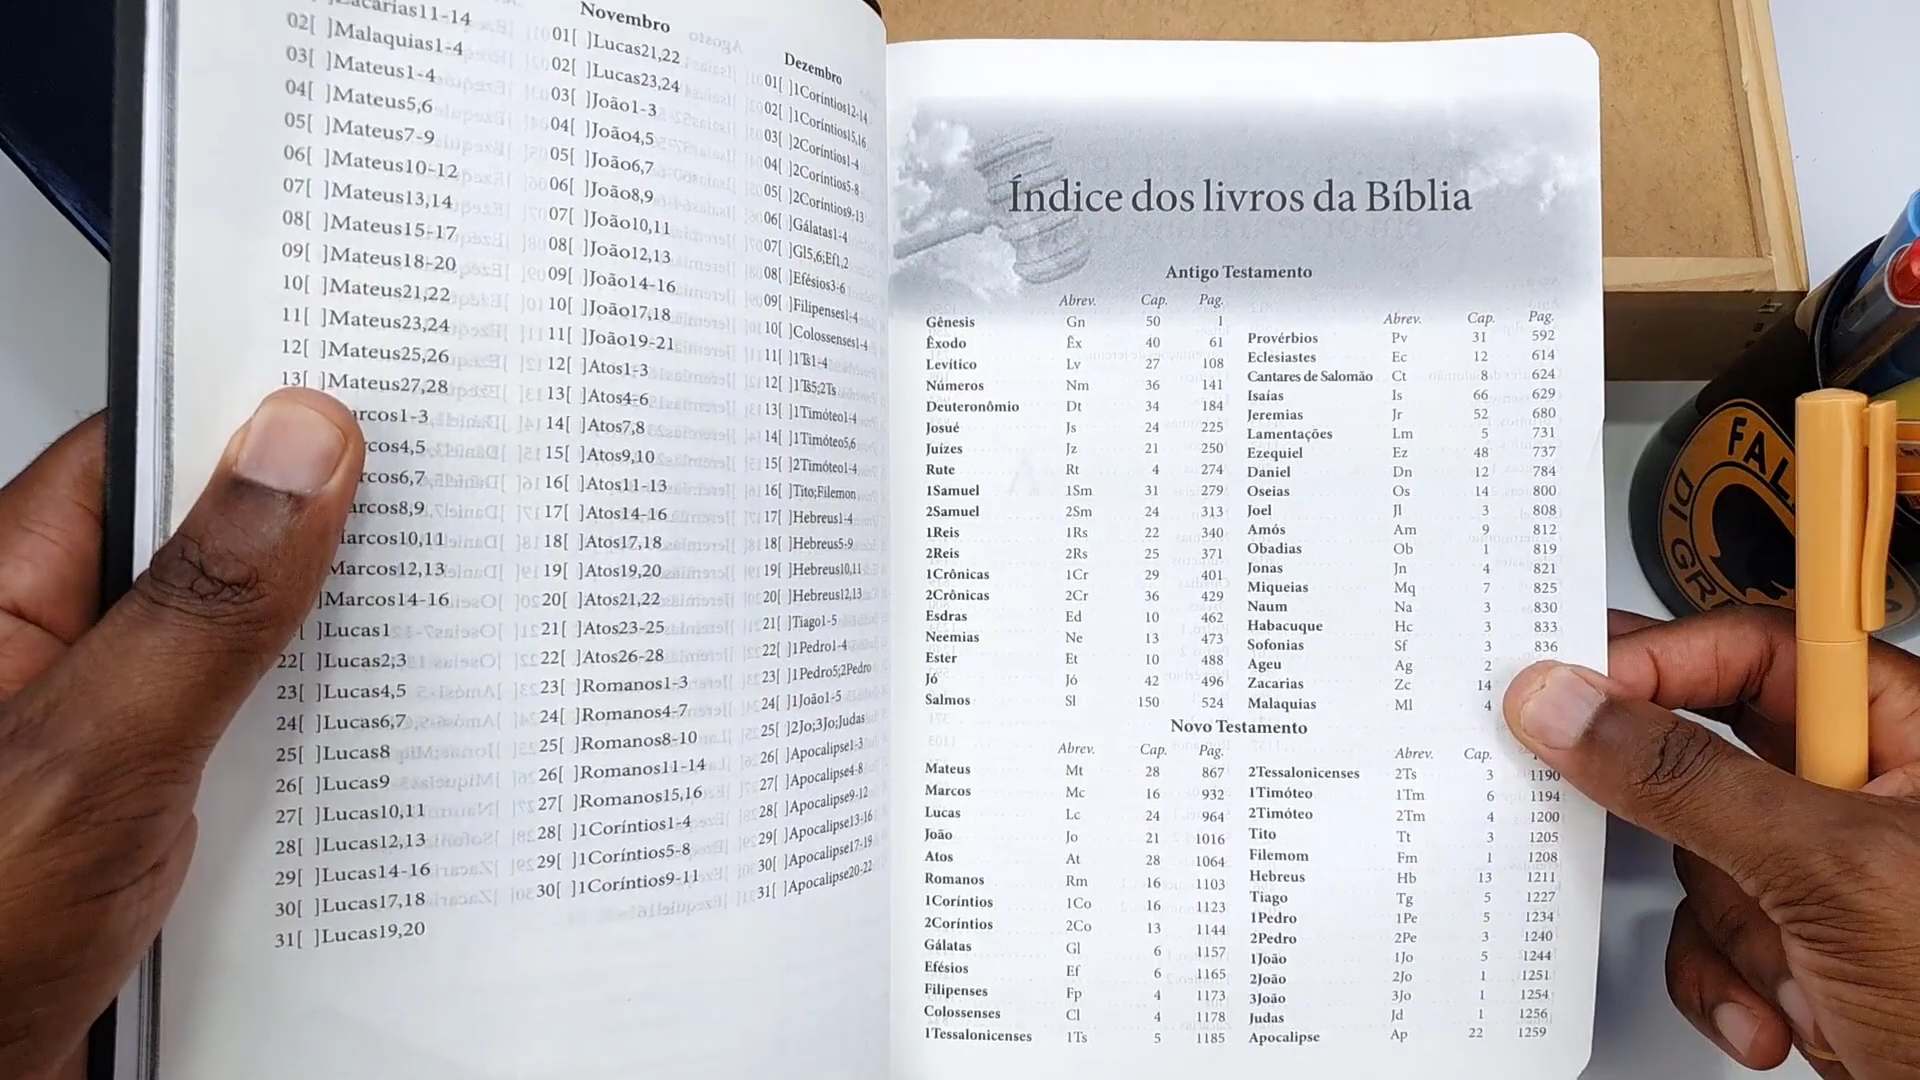 Zacarias11-14
02[ ]Malaquias1-4
03[ ]Mateus1-4
04[ ]Mateus5,6
05[ ]Mateus7-9
06[ ]Mateus10-12
07[ ]Mateus13,14
08[ ]Mateus15-17
09[ ]Mateus18-20
10[ ]Mateus21,22
11[ ]Mateus23,24
12[ ]Mateus25,26
13[ ]Mateus27,28
arcos1-3
rcos4,5
rcos6,7
arcos8,9
arcos10,11
Marcos12,13
]Marcos14-16
]Lucas1
22[ ]Lucas2,3
23[ ]Lucas4,5
24[ ]Lucas6,7
25[ ]Lucas8
26[ ]Lucas9
27[ ]Lucas10,11
28[ ]Lucas12,13
29[ ]Lucas14-16
30[ ]Lucas17,18
31[ ]Lucas19,20
Novembro
01[ ]Lucas21,22
02[ ]Lucas23,24
03[ ]João1-3
04[ ]João4,5
05[ ]João6,7
06[ ]João8,9
07[ ]João10,11
08[ ]João12,13
09[ ]João14-16
10[ ]João17,18
11[ ]João19-21
12[ ]Atos1-3
13[ ]Atos4-6
14[ ]Atos7,8
15[ ]Atos9,10
16[ ]Atos11-13
17[ ]Atos14-16
18[ ]Atos17,18
19[ ]Atos19,20
20[ ]Atos21,22
21[ ]Atos23-25
22[ ]Atos26-28
23[ ]Romanos1-3
24[ ]Romanos4-7
25[ ]Romanos8-10
26[ ]Romanos11-14
27[ ]Romanos15,16
28[ ]1Coríntios1-4
29[ ]1Coríntios5-8
30[ ]1Coríntios9-11
Dezembro
01[ ]1Coríntios12-14
02[ ]1Coríntios15,16
03[ ]2Coríntios1-4
04[ ]2Coríntios5-8
05[ ]2Coríntios9-13
06[ ]Gálatas1-4
07[ ]Gl5,6;Ef1,2
08[ ]Efésios3-6
09[ ]Filipenses1-4
10[ ]Colossenses1-4
11[ ]1Ts1-4
12[ ]1Ts5;2Ts
13[ ]1Timóteo1-4
14[ ]1Timóteo5,6
15[ ]2Timóteo1-4
16[ ]Tito;Filemon
17[ ]Hebreus1-4
18[ ]Hebreus5-9
19[ ]Hebreus10,11
20[ ]Hebreus12,13
21[ ]Tiago1-5
22[ ]1Pedro1-4
23[ ]1Pedro5;2Pedro
24[ ]1João1-5
25[ ]2Jo;3Jo;Judas
26[ ]Apocalipse1-3
27[ ]Apocalipse4-8
28[ ]Apocalipse9-12
29[ ]Apocalipse13-16
30[ ]Apocalipse17-19
31[ ]Apocalipse20-22
Índice dos livros da Bíblia
Antigo Testamento
Abrev. Cap. Pag.
Gênesis Gn 50 1
Êxodo Êx 40 61
Levítico Lv 27 108
Números Nm 36 141
Deuteronômio Dt 34 184
Josué Js 24 225
Juízes Jz 21 250
Rute Rt 4 274
1Samuel 1Sm 31 279
2Samuel 2Sm 24 313
1Reis 1Rs 22 340
2Reis 2Rs 25 371
1Crônicas 1Cr 29 401
2Crônicas 2Cr 36 429
Esdras Ed 10 462
Neemias Ne 13 473
Ester Et 10 488
Jó Jó 42 496
Salmos Sl 150 524
Abrev. Cap. Pag.
Provérbios Pv 31 592
Eclesiastes Ec 12 614
Cantares de Salomão Ct 8 624
Isaías Is 66 629
Jeremias Jr 52 680
Lamentações Lm 5 731
Ezequiel Ez 48 737
Daniel Dn 12 784
Oseias Os 14 800
Joel Jl 3 808
Amós Am 9 812
Obadias Ob 1 819
Jonas Jn 4 821
Miqueias Mq 7 825
Naum Na 3 830
Habacuque Hc 3 833
Sofonias Sf 3 836
Ageu Ag 2
Zacarias Zc 14
Malaquias Ml 4
Novo Testamento
Abrev. Cap. Pag.
Mateus Mt 28 867
Marcos Mc 16 932
Lucas Lc 24 964
João Jo 21 1016
Atos At 28 1064
Romanos Rm 16 1103
1Coríntios 1Co 16 1123
2Coríntios 2Co 13 1144
Gálatas Gl 6 1157
Efésios Ef 6 1165
Filipenses Fp 4 1173
Colossenses Cl 4 1178
1Tessalonicenses 1Ts 5 1185
Abrev. Cap.
2Tessalonicenses 2Ts 3 1190
1Timóteo 1Tm 6 1194
2Timóteo 2Tm 4 1200
Tito Tt 3 1205
Filemom Fm 1 1208
Hebreus Hb 13 1211
Tiago Tg 5 1227
1Pedro 1Pe 5 1234
2Pedro 2Pe 3 1240
1João 1Jo 5 1244
2João 2Jo 1 1251
3João 3Jo 1 1254
Judas Jd 1 1256
Apocalipse Ap 22 1259
FAL
DI
GR